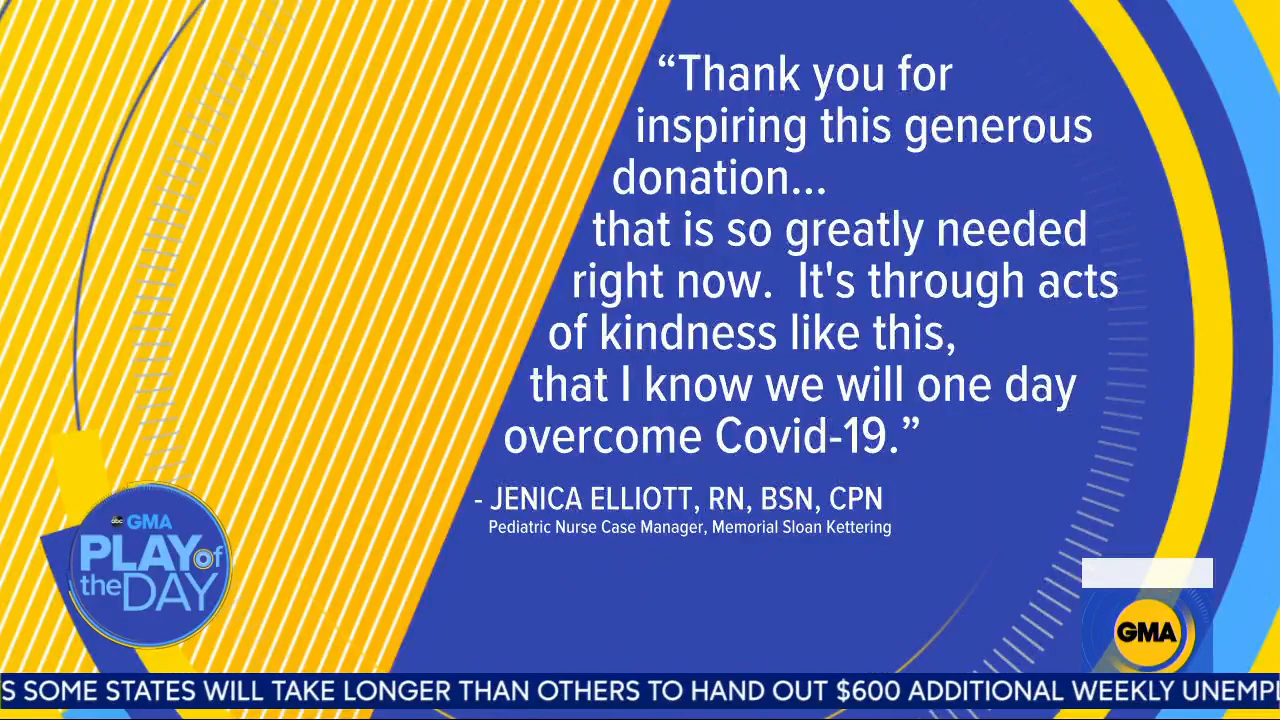 “Thank you for
inspiring this generous
donation...
that is so greatly needed
right now.  It's through acts
of kindness like this,
that I know we will one day
overcome Covid-19.”
- JENICA ELLIOTT, RN, BSN, CPN
Pediatric Nurse Case Manager, Memorial Sloan Kettering
abc GMA
PLAY of
the DAY
GMA
S SOME STATES WILL TAKE LONGER THAN OTHERS TO HAND OUT $600 ADDITIONAL WEEKLY UNEMPL